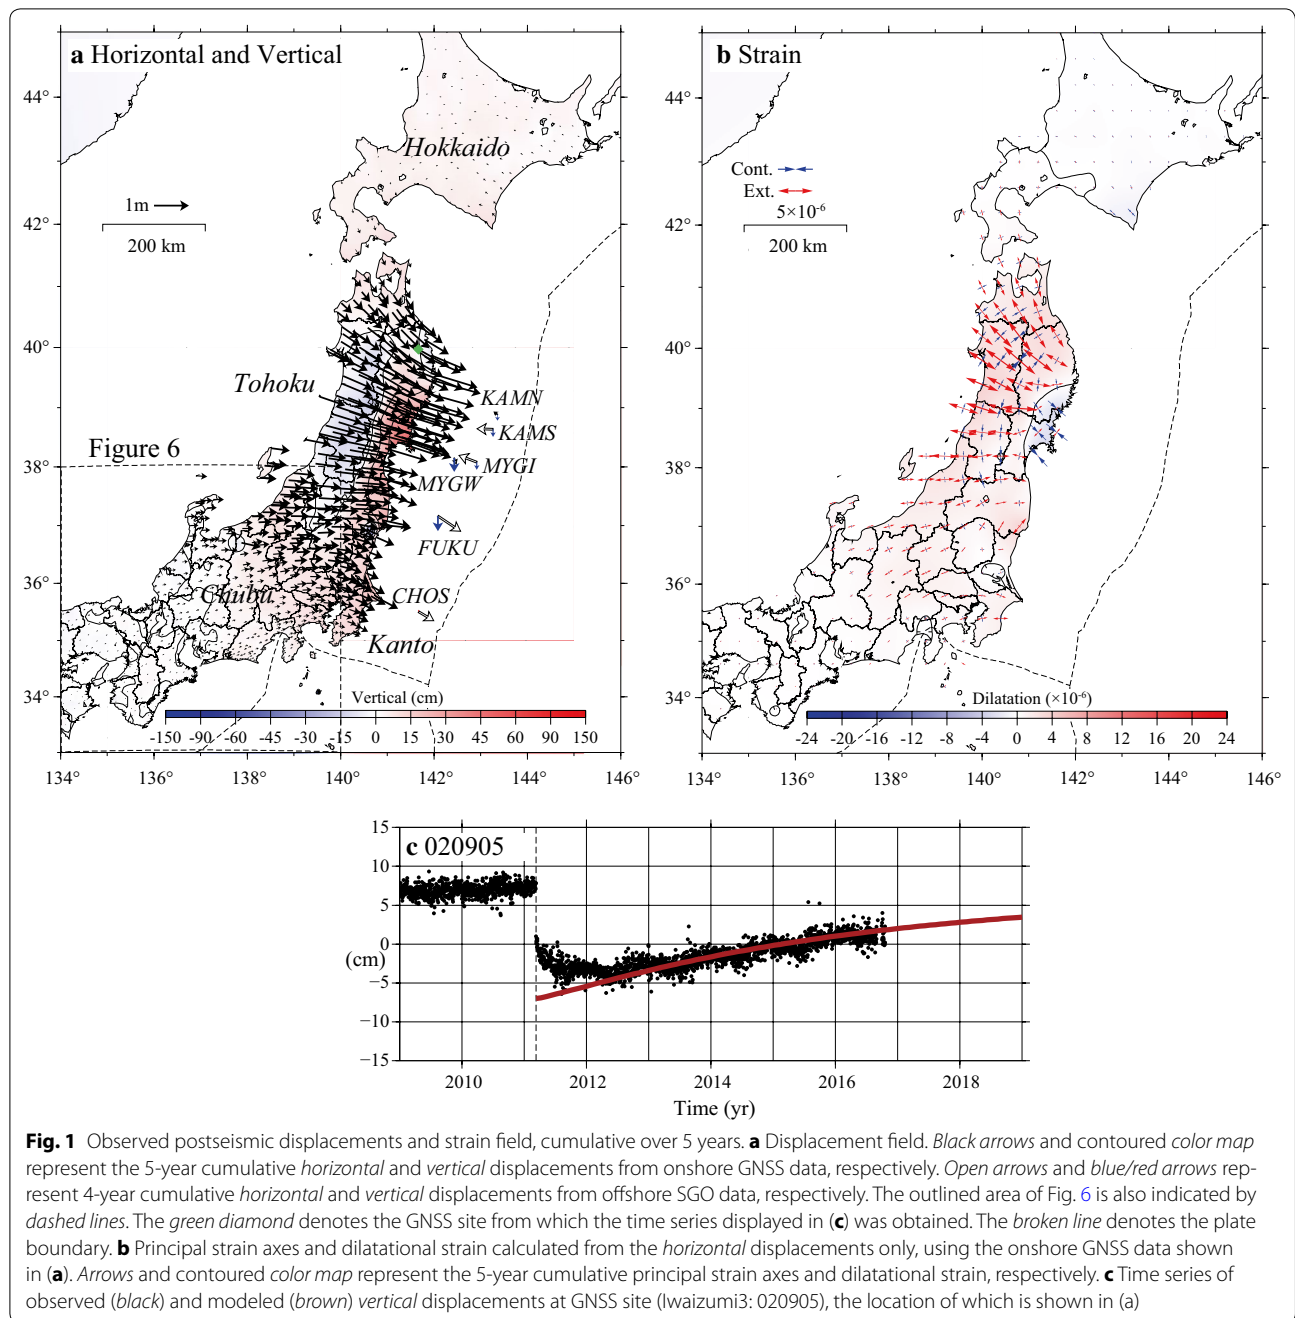 a Horizontal and Vertical
44°
42°
40°
38°
36°
34°
Hokkaido
1m
200 km
Tohoku
Figure 6
KAMN
KAMS
MYGI
MYGW
FUKU
CHOS
Chubu
Kanto
Vertical (cm)
-150 -90 -60 -45 -30 -15 0 15 30 45 60 90 150
134° 136° 138° 140° 142° 144° 146°
b Strain
44°
42°
40°
38°
36°
34°
Cont.
Ext.
5×10-6
200 km
Dilatation (×10-6)
-24 -20 -16 -12 -8 -4 0 4 8 12 16 20 24
134° 136° 138° 140° 142° 144° 146°
c 020905
15
10
5
0
(cm)
−5
−10
−15
2010 2012 2014 2016 2018
Time (yr)
Fig. 1 Observed postseismic displacements and strain field, cumulative over 5 years. a Displacement field. Black arrows and contoured color map
represent the 5-year cumulative horizontal and vertical displacements from onshore GNSS data, respectively. Open arrows and blue/red arrows rep-
resent 4-year cumulative horizontal and vertical displacements from offshore SGO data, respectively. The outlined area of Fig. 6 is also indicated by
dashed lines. The green diamond denotes the GNSS site from which the time series displayed in (c) was obtained. The broken line denotes the plate
boundary. b Principal strain axes and dilatational strain calculated from the horizontal displacements only, using the onshore GNSS data shown
in (a). Arrows and contoured color map represent the 5-year cumulative principal strain axes and dilatational strain, respectively. c Time series of
observed (black) and modeled (brown) vertical displacements at GNSS site (Iwaizumi3: 020905), the location of which is shown in (a)